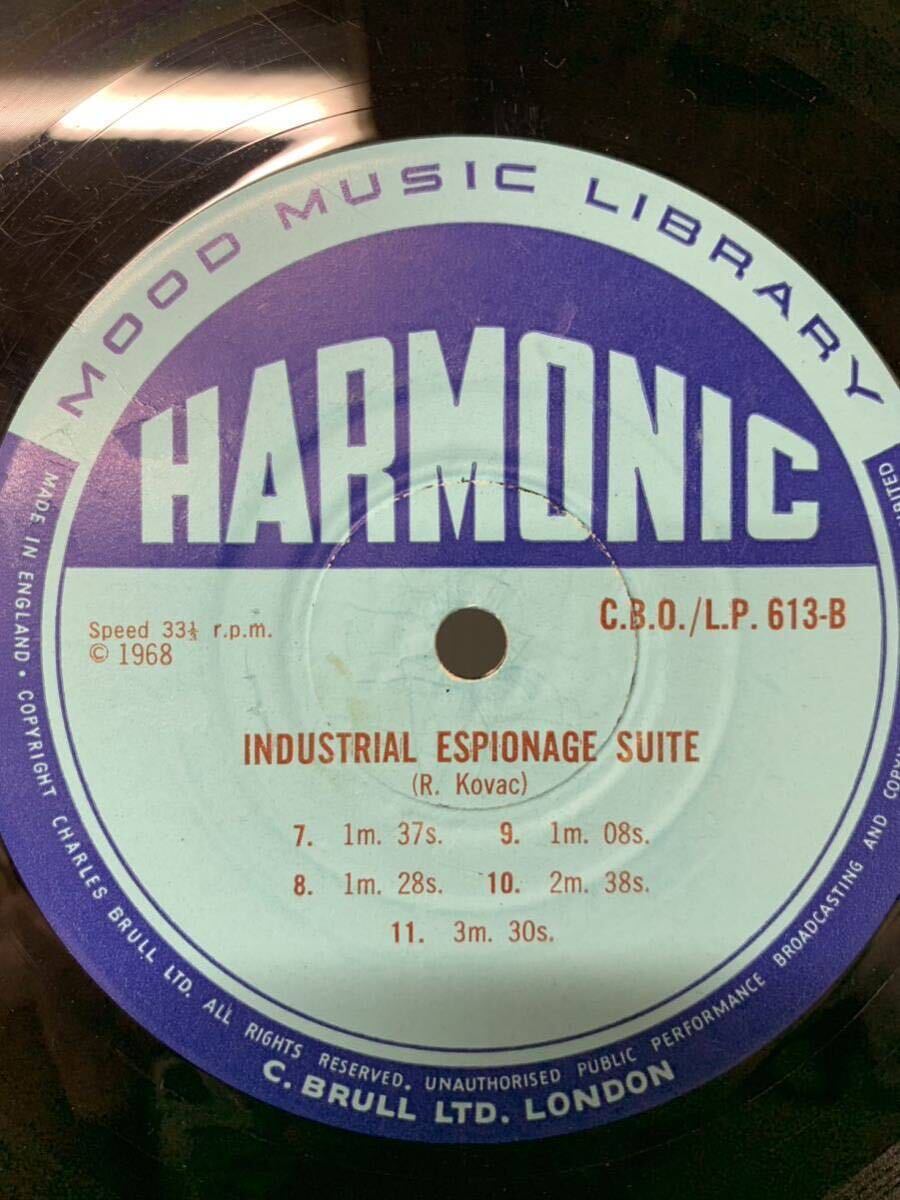 MOOD MUSIC LIBRARY
HARMONIC
Speed 33⅓ r.p.m.
© 1968
C.B.O./L.P. 613-B
INDUSTRIAL ESPIONAGE SUITE
(R. Kovac)
7. 1m. 37s. 9. 1m. 08s.
8. 1m. 28s. 10. 2m. 38s.
11. 3m. 30s.
MADE IN ENGLAND • COPYRIGHT CHARLES BRULL LTD. ALL RIGHTS RESERVED. UNAUTHORISED PUBLIC PERFORMANCE BROADCASTING AND
C. BRULL LTD. LONDON